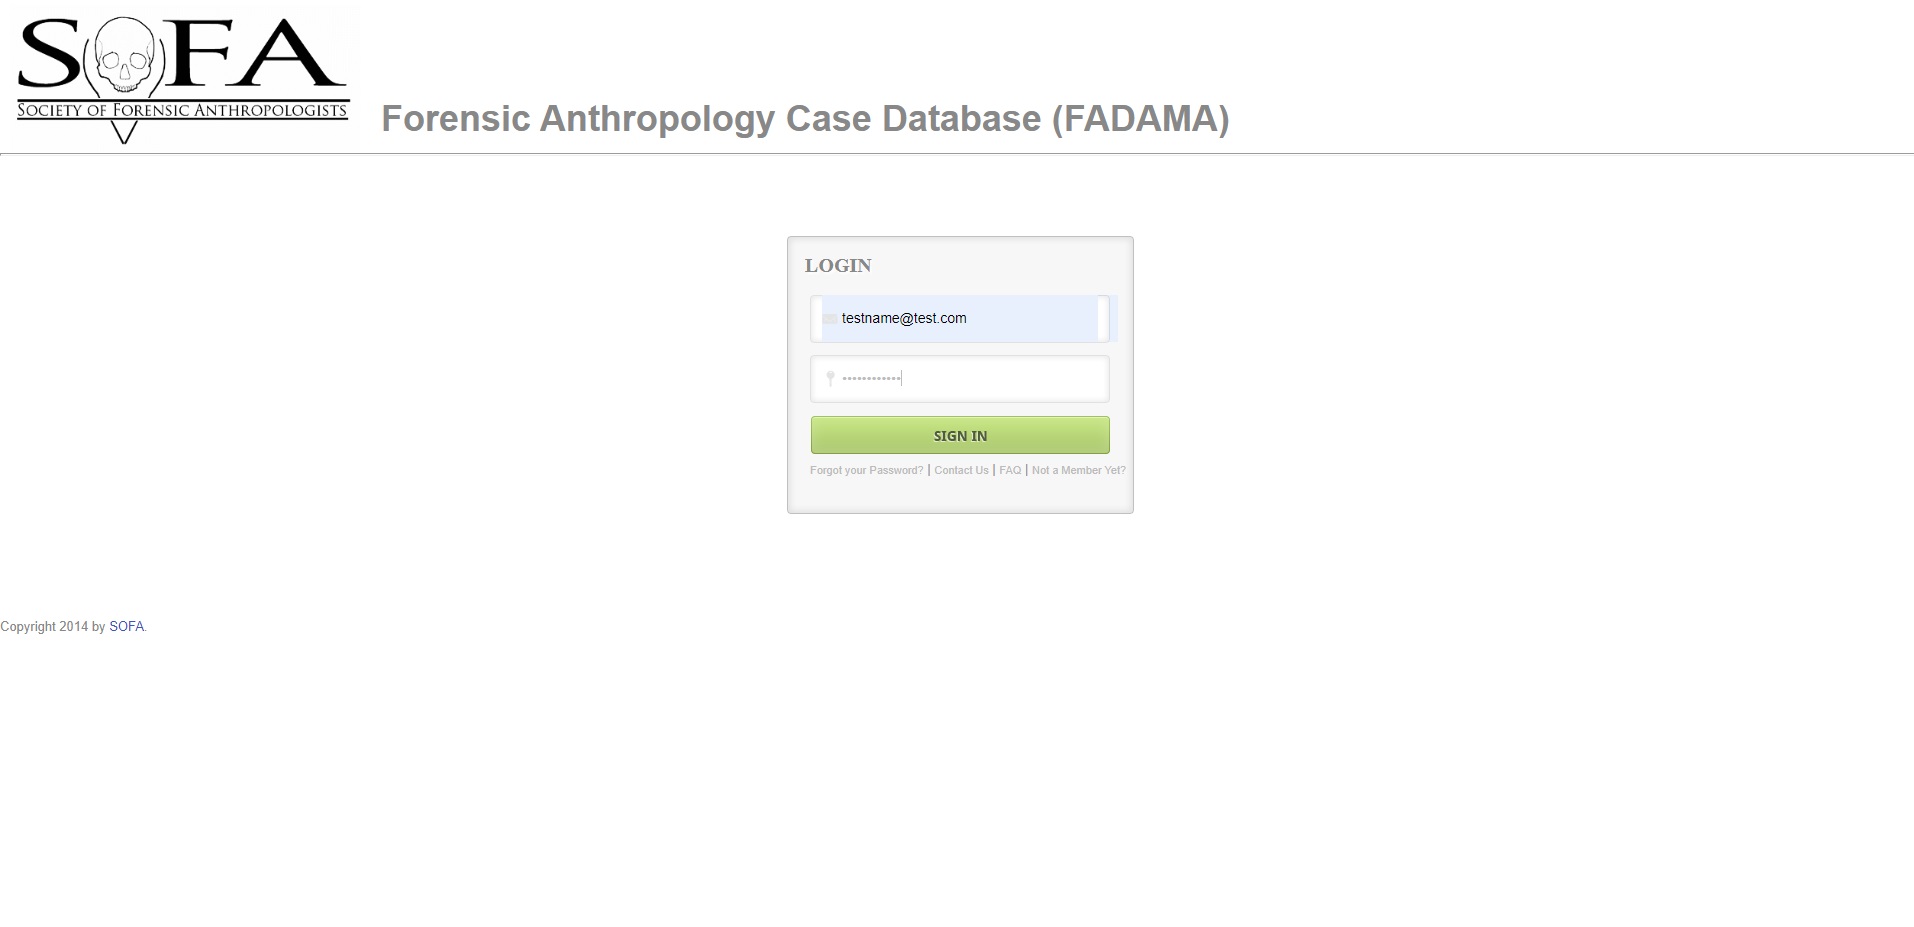 SOFA
SOCIETY OF FORENSIC ANTHROPOLOGISTS
Forensic Anthropology Case Database (FADAMA)
LOGIN
testname@test.com
••••••••••••
SIGN IN
Forgot your Password? | Contact Us | FAQ | Not a Member Yet?
Copyright 2014 by SOFA.